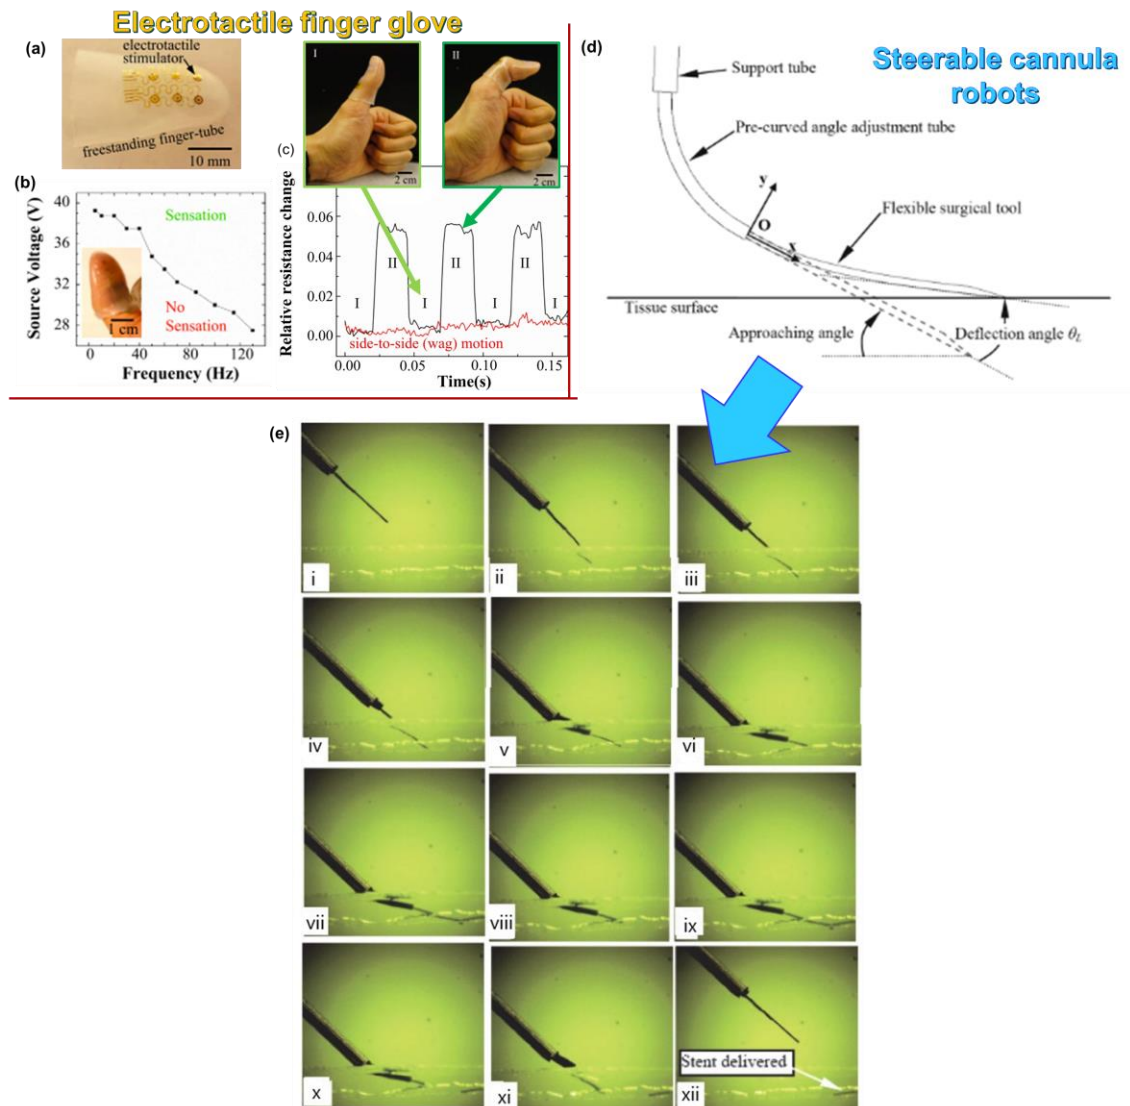 Electrotactile finger glove
(a)
electrotactile
stimulator
freestanding finger-tube
10 mm
(b)
Source Voltage (V)
40
36
32
28
Sensation
No
Sensation
1 cm
0
40
80
120
Frequency (Hz)
(c)
I
2 cm
II
2 cm
Relative resistance change
0.06
0.04
0.02
0.00
I
II
I
II
I
II
I
side-to-side (wag) motion
0.00
0.05
0.10
0.15
Time(s)
(d)
Steerable cannula
robots
Support tube
Pre-curved angle adjustment tube
y
Flexible surgical tool
O
x
Tissue surface
Approaching angle
Deflection angle θL
(e)
i
ii
iii
iv
v
vi
vii
viii
ix
x
xi
Stent delivered
xii